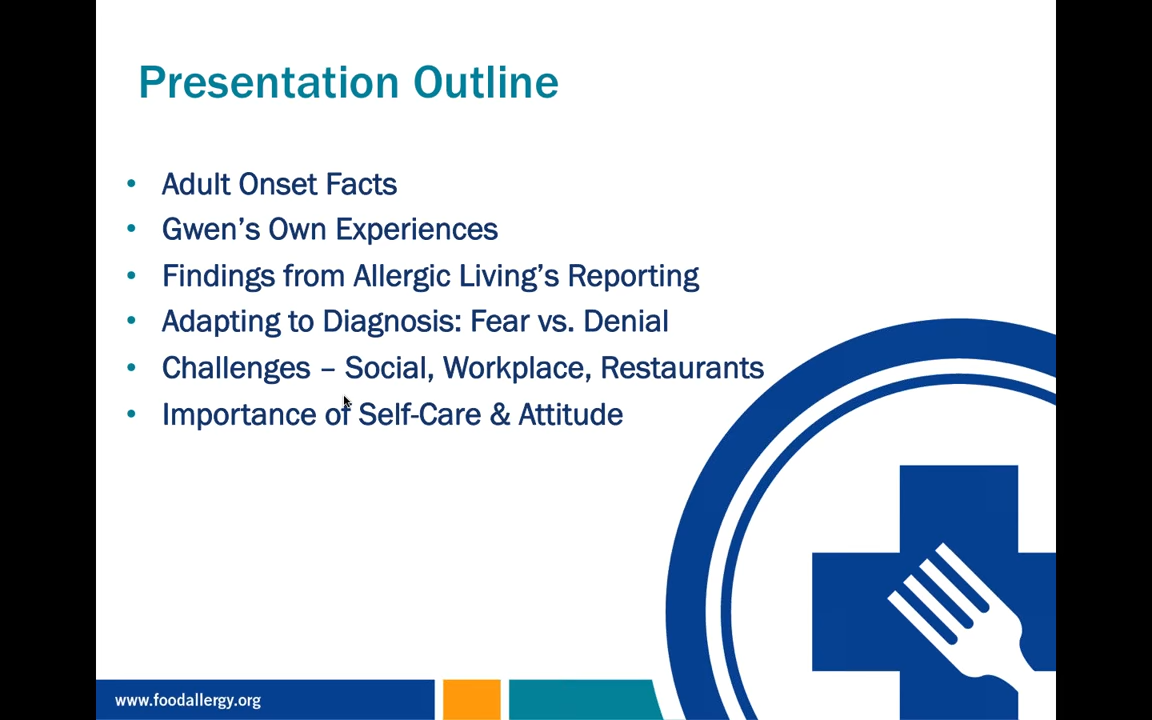 Presentation Outline
• Adult Onset Facts
• Gwen’s Own Experiences
• Findings from Allergic Living’s Reporting
• Adapting to Diagnosis: Fear vs. Denial
• Challenges – Social, Workplace, Restaurants
• Importance of Self-Care & Attitude
www.foodallergy.org